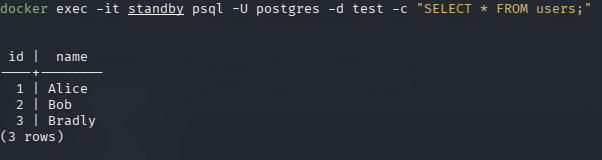 docker exec -it standby psql -U postgres -d test -c "SELECT * FROM users;"
 id |  name
----+--------
  1 | Alice
  2 | Bob
  3 | Bradly
(3 rows)